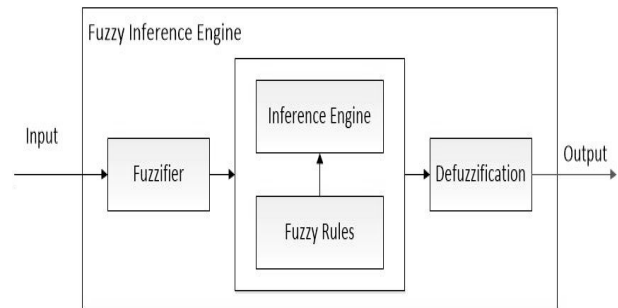 Fuzzy Inference Engine
Input
Fuzzifier
Inference Engine
Fuzzy Rules
Defuzzification
Output